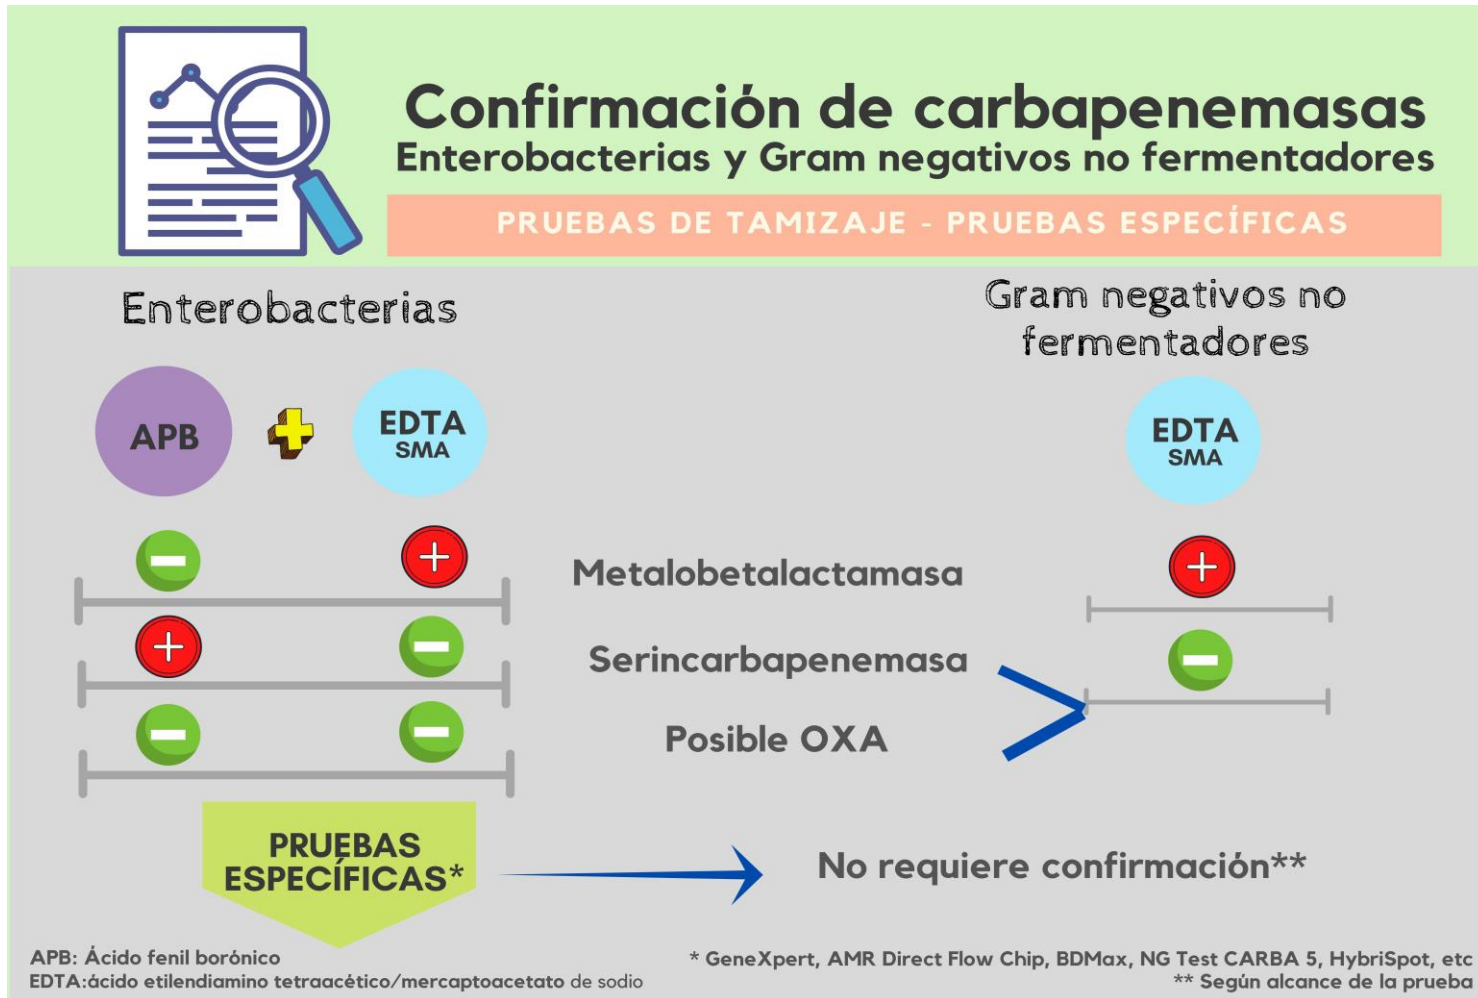 Confirmación de carbapenemasas
Enterobacterias y Gram negativos no fermentadores
PRUEBAS DE TAMIZAJE - PRUEBAS ESPECÍFICAS
Enterobacterias
Gram negativos no
fermentadores
APB
EDTA
SMA
EDTA
SMA
Metalobetalactamasa
Serincarbapenemasa
Posible OXA
PRUEBAS
ESPECÍFICAS*
No requiere confirmación**
APB: Ácido fenil borónico
EDTA:ácido etilendiamino tetraacético/mercaptoacetato de sodio
* GeneXpert, AMR Direct Flow Chip, BDMax, NG Test CARBA 5, HybriSpot, etc
** Según alcance de la prueba